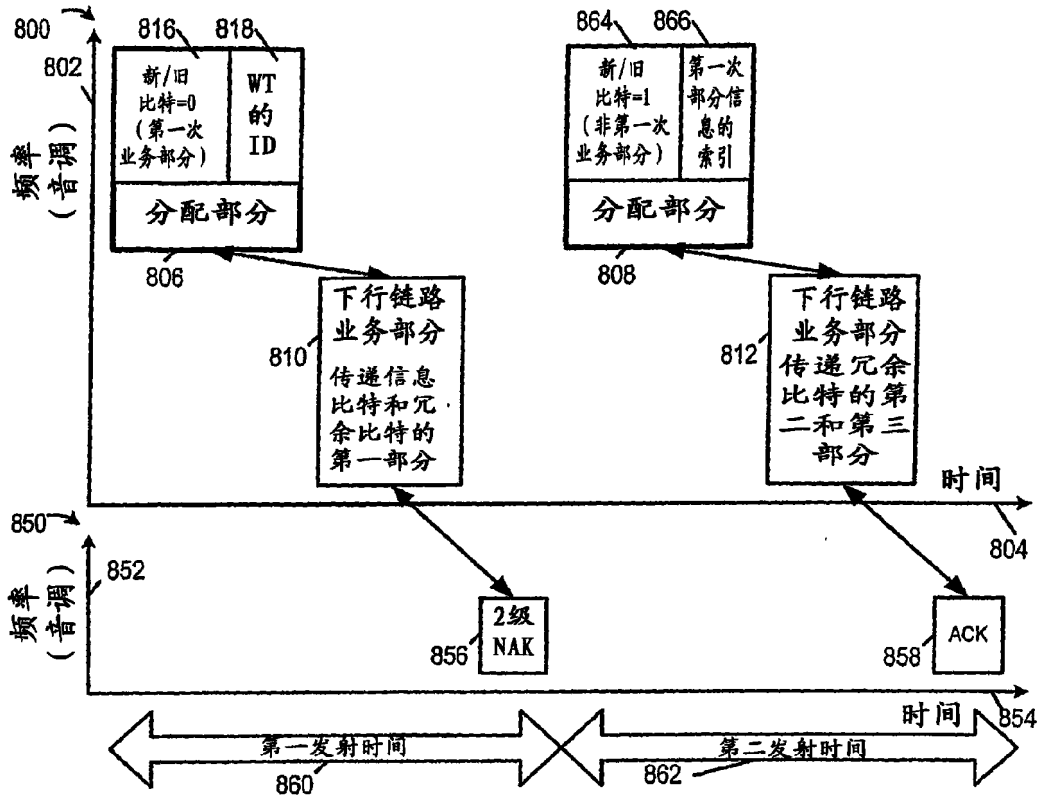 800
802
频率
(音调)
816
818
新/旧
比特=0
(第一次
业务部分)
WT
的
ID
分配部分
806
864
866
新/旧
比特=1
(非第一次
业务部分)
第一次
部分信
息的
索引
分配部分
808
810
下行链路
业务部分
传递信息
比特和冗
余比特的
第一部分
812
下行链路
业务部分
传递冗余
比特的第
二和第三
部分
时间
804
850
852
频率
(音调)
856
2级
NAK
858
ACK
时间
854
第一发射时间
860
第二发射时间
862